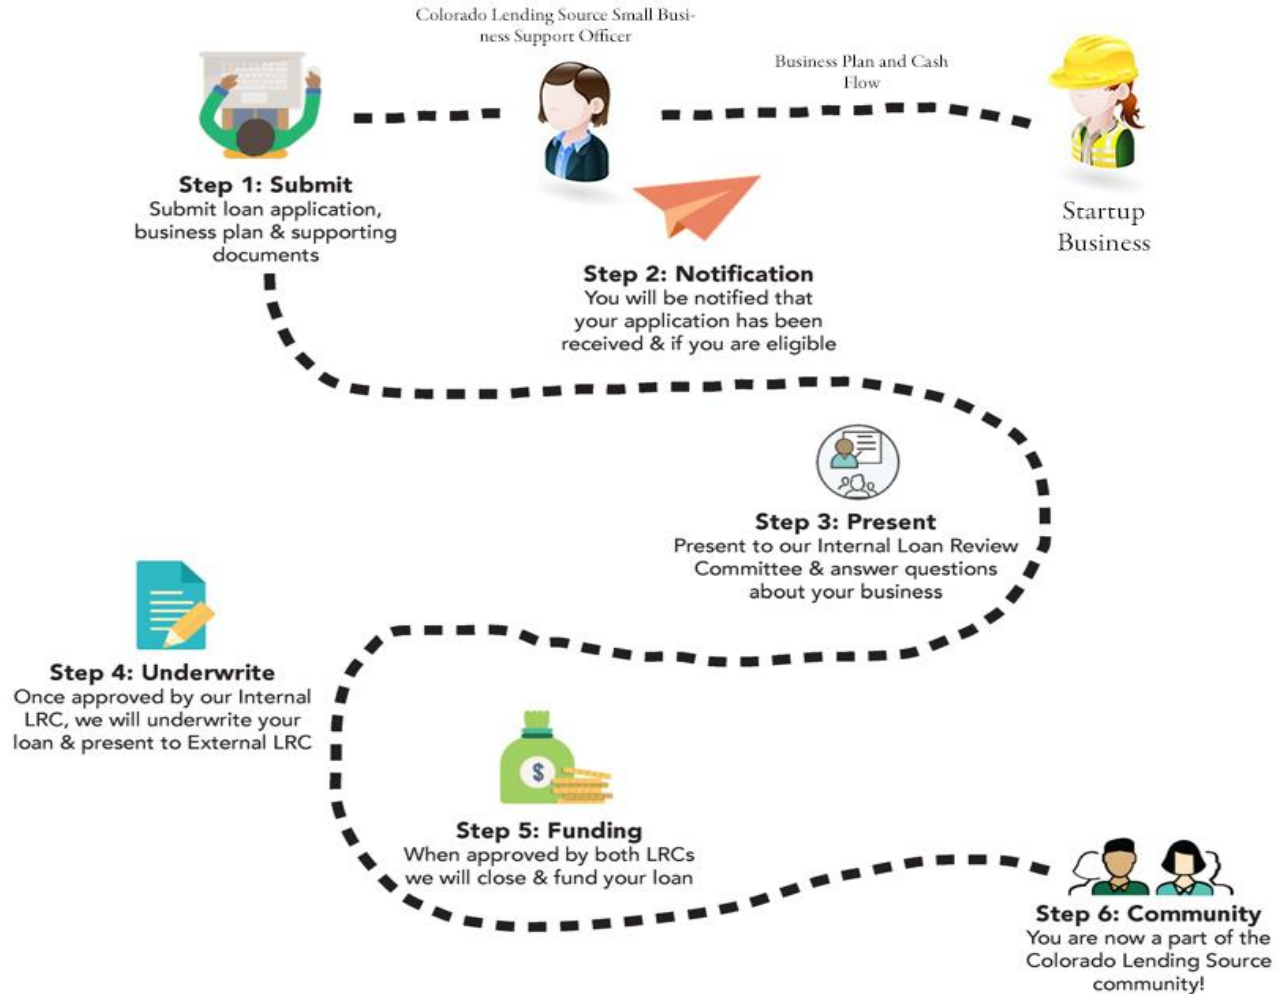 Colorado Lending Source Small Busi-
ness Support Officer
Business Plan and Cash
Flow
Startup
Business
Step 1: Submit
Submit loan application,
business plan & supporting
documents
Step 2: Notification
You will be notified that
your application has been
received & if you are eligible
Step 3: Present
Present to our Internal Loan Review
Committee & answer questions
about your business
Step 4: Underwrite
Once approved by our Internal
LRC, we will underwrite your
loan & present to External LRC
$
Step 5: Funding
When approved by both LRCs
we will close & fund your loan
Step 6: Community
You are now a part of the
Colorado Lending Source
community!